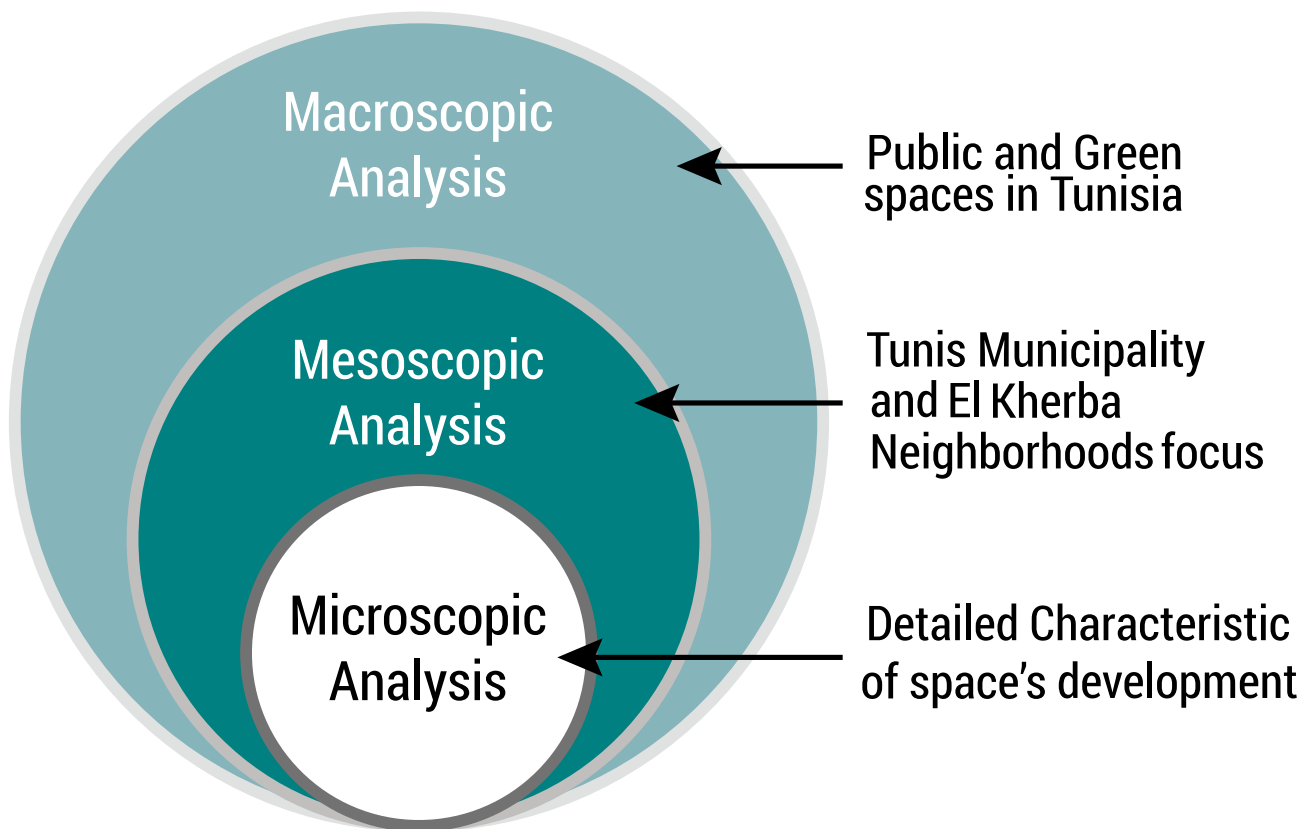 Macroscopic
Analysis
Public and Green
spaces in Tunisia
Mesoscopic
Analysis
Tunis Municipality
and El Kherba
Neighborhoods focus
Microscopic
Analysis
Detailed Characteristic
of space's development